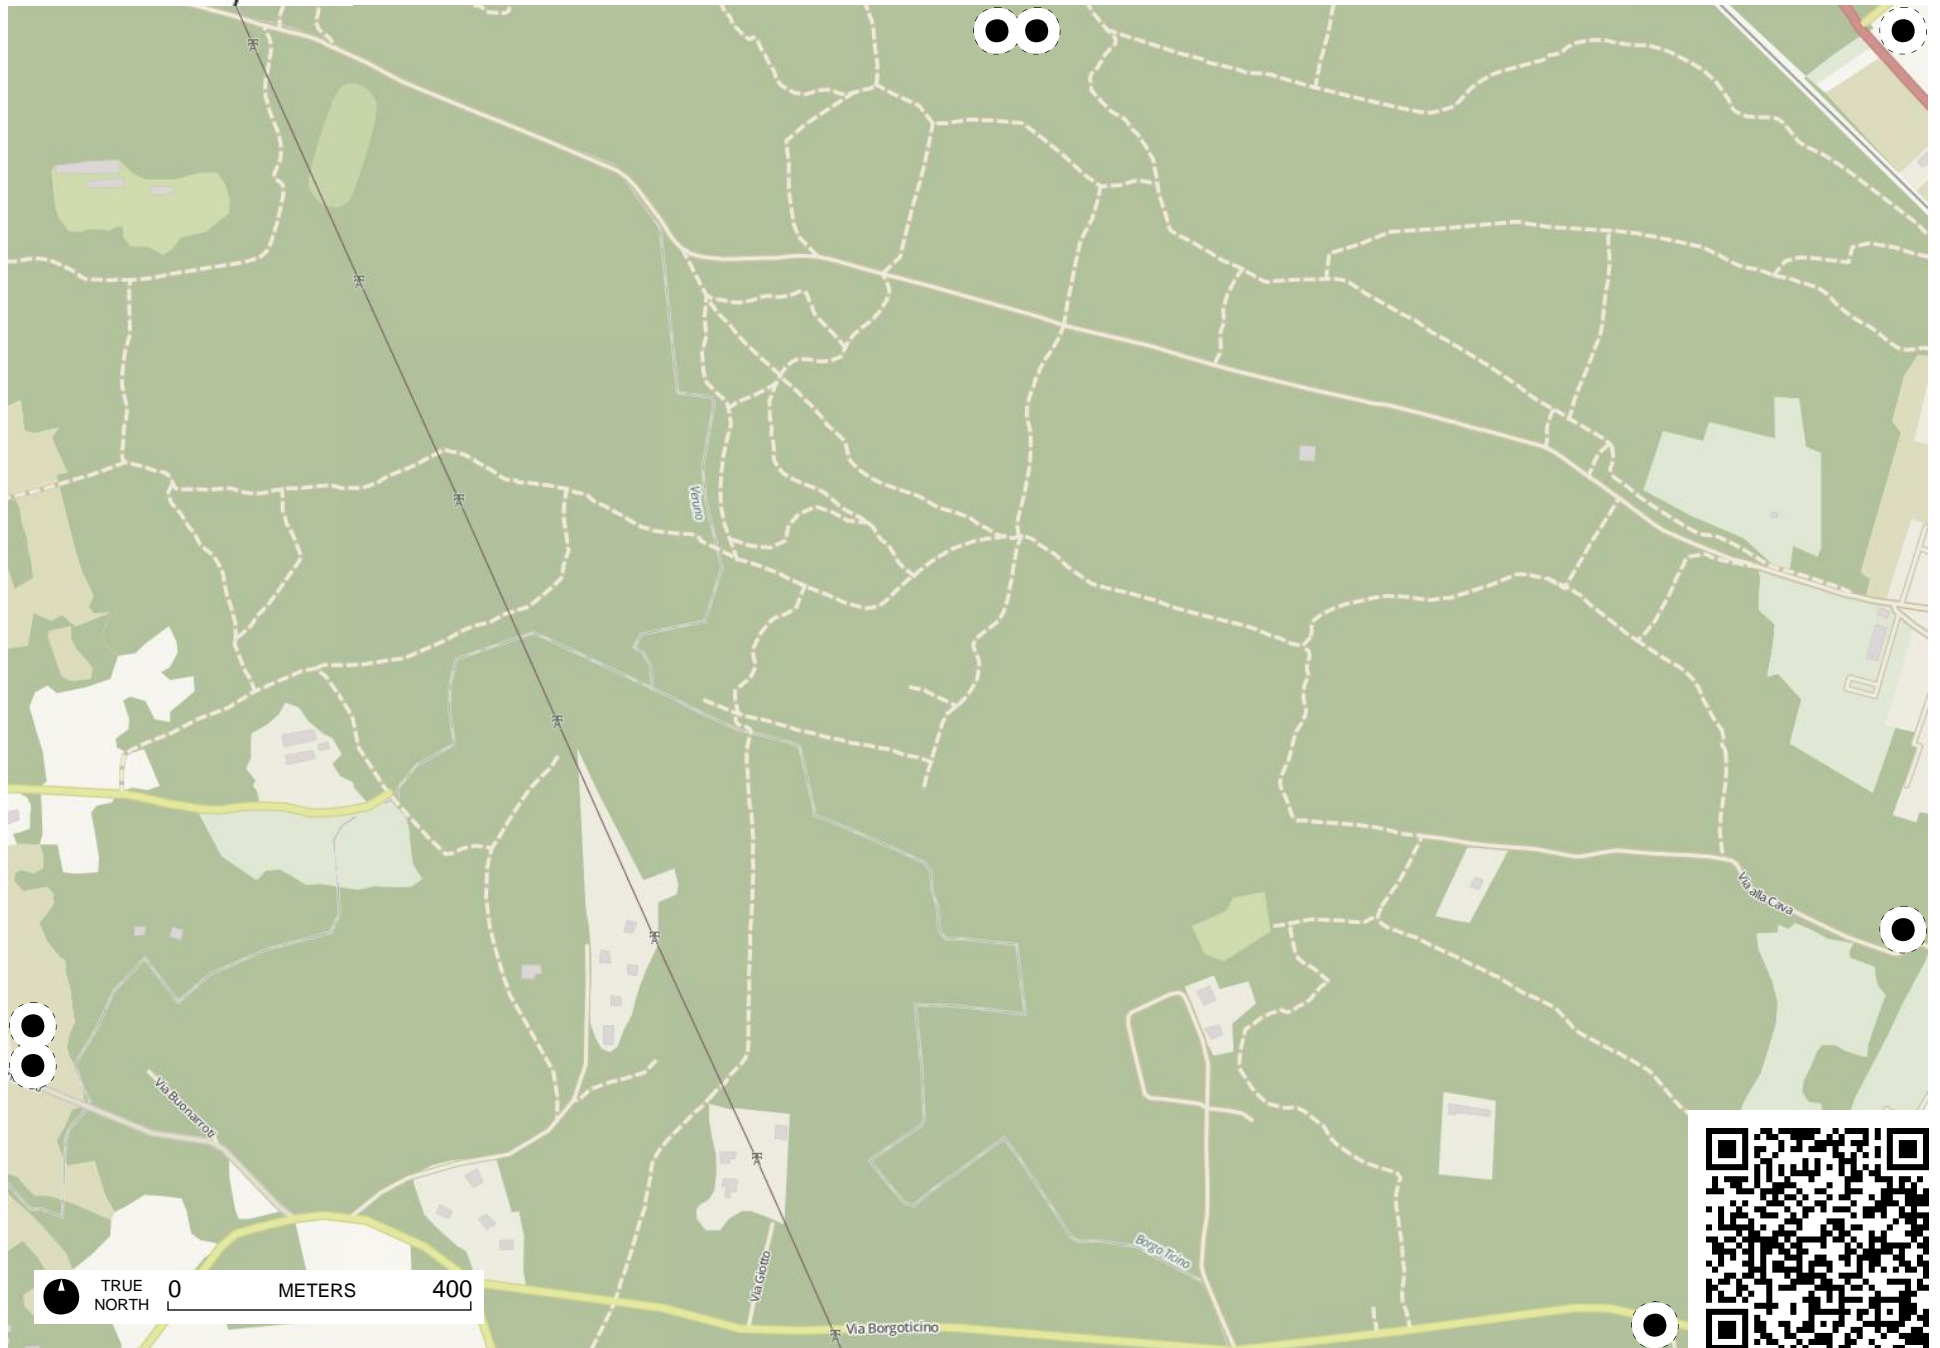 Veruno
Via alla Cava
Via Buonarroti
Borgo Ticino
Via Giotto
TRUE
NORTH
0 METERS 400
Via Borgoticino